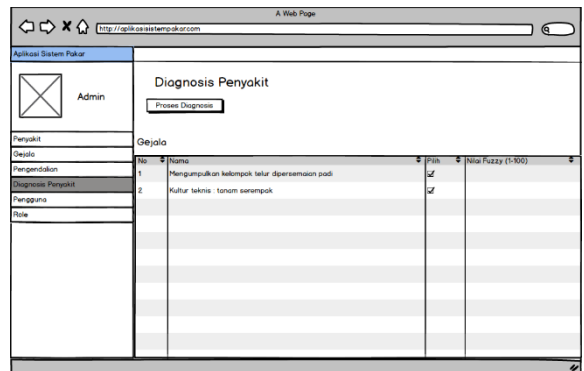 A Web Page
http://aplikasisistempakar.com
Aplikasi Sistem Pakar
Admin
Penyakit
Gejala
Pengendalian
Diagnosis Penyakit
Pengguna
Role
Diagnosis Penyakit
Proses Diagnosis
Gejala
No Nama Pilih Nilai Fuzzy (1-100)
1 Mengumpulkan kelompok telur dipersemaian padi
2 Kultur teknis : tanam serempak